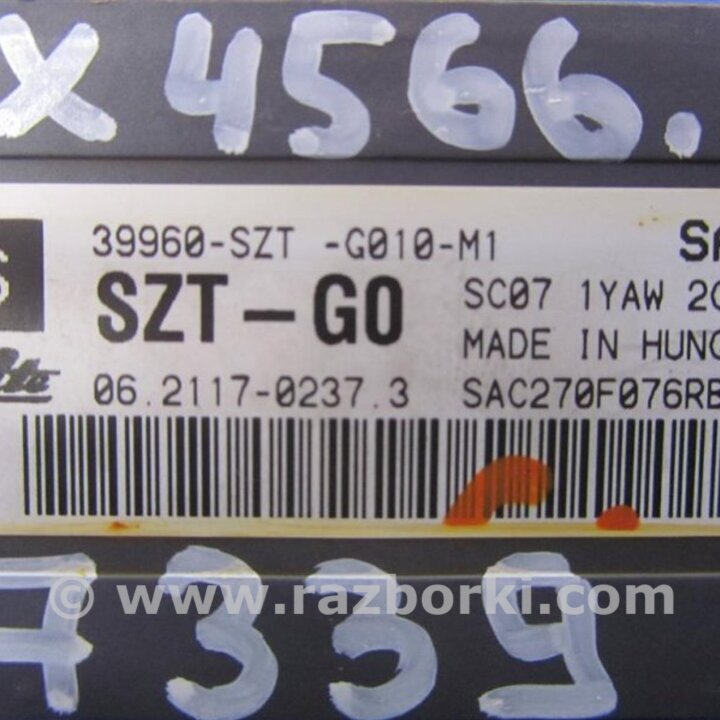 X 4566.
39960-SZT -G010-M1
SZT-G0
SC07 1YAW
MADE IN
06.2117-0237.3
SAC270F076RB
© www.razborki.com
7339